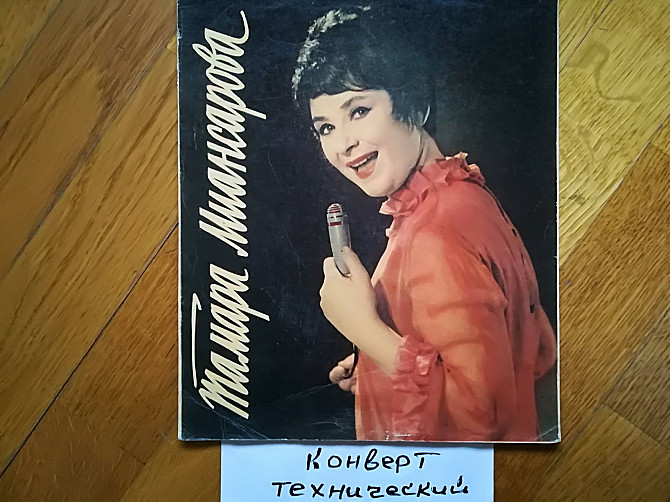 Тамара Миансарова
Конверт
технический